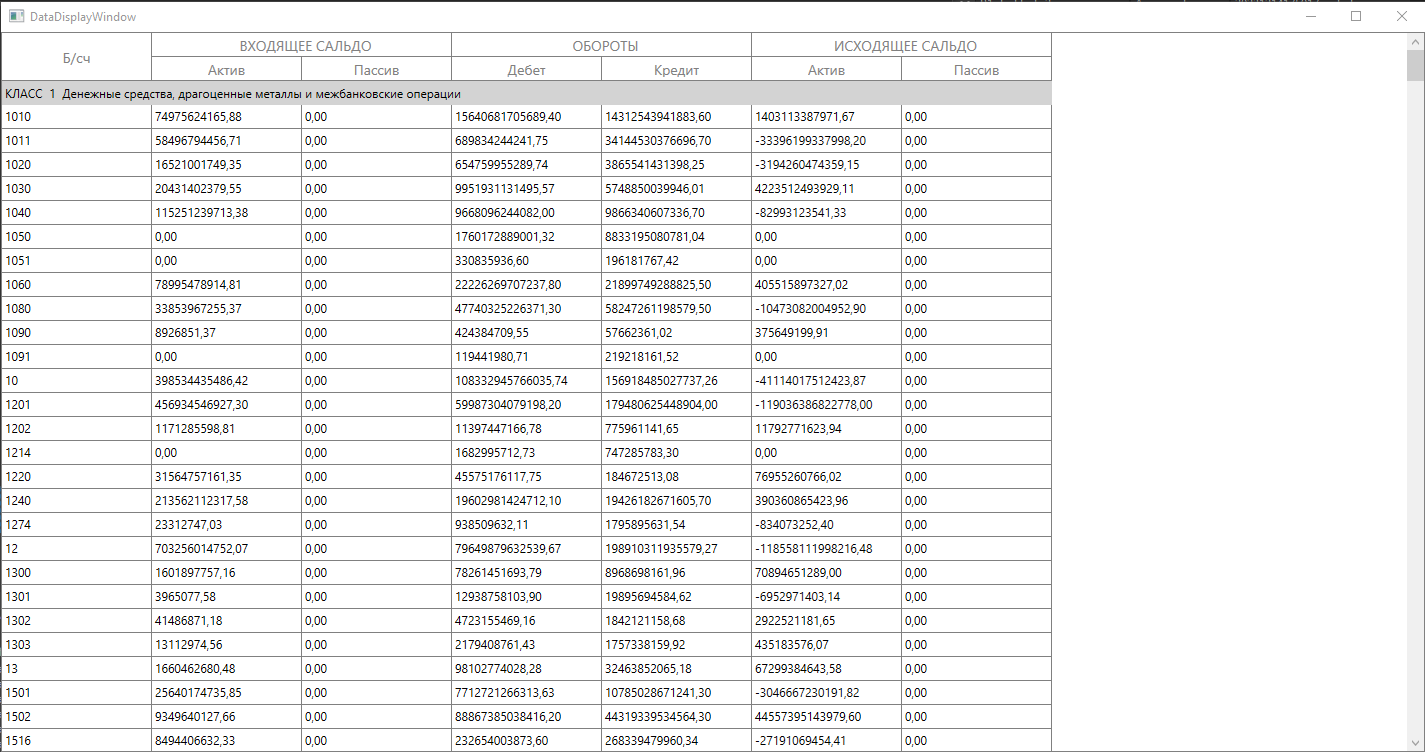 DataDisplayWindow
Б/сч ВХОДЯЩЕЕ САЛЬДО ОБОРОТЫ ИСХОДЯЩЕЕ САЛЬДО
Актив Пассив Дебет Кредит Актив Пассив
КЛАСС 1 Денежные средства, драгоценные металлы и межбанковские операции
1010 74975624165,88 0,00 15640681705689,40 14312543941883,60 1403113387971,67 0,00
1011 58496794456,71 0,00 689834244241,75 34144530376696,70 -33396199337998,20 0,00
1020 16521001749,35 0,00 654759955289,74 3865541431398,25 -3194260474359,15 0,00
1030 20431402379,55 0,00 9951931131495,57 5748850039946,01 4223512493929,11 0,00
1040 115251239713,38 0,00 9668096244082,00 9866340607336,70 -82993123541,33 0,00
1050 0,00 0,00 1760172889001,32 8833195080781,04 0,00 0,00
1051 0,00 0,00 330835936,60 196181767,42 0,00 0,00
1060 78995478914,81 0,00 22226269707237,80 21899749288825,50 405515897327,02 0,00
1080 33853967255,37 0,00 47740325226371,30 58247261198579,50 -10473082004952,90 0,00
1090 8926851,37 0,00 424384709,55 57662361,02 375649199,91 0,00
1091 0,00 0,00 119441980,71 219218161,52 0,00 0,00
10 398534435486,42 0,00 108332945766035,74 156918485027737,26 -41114017512423,87 0,00
1201 456934546927,30 0,00 59987304079198,20 179480625448904,00 -119036386822778,00 0,00
1202 1171285598,81 0,00 11397447166,78 775961141,65 11792771623,94 0,00
1214 0,00 0,00 1682995712,73 747285783,30 0,00 0,00
1220 31564757161,35 0,00 45575176117,75 184672513,08 76955260766,02 0,00
1240 213562112317,58 0,00 19602981424712,10 19426182671605,70 390360865423,96 0,00
1274 23312747,03 0,00 938509632,11 1795895631,54 -834073252,40 0,00
12 703256014752,07 0,00 79649879632539,67 198910311935579,27 -118558111998216,48 0,00
1300 1601897757,16 0,00 78261451693,79 8968698161,96 70894651289,00 0,00
1301 3965077,58 0,00 12938758103,90 19895694584,62 -6952971403,14 0,00
1302 41486871,18 0,00 4723155469,16 1842121158,68 2922521181,65 0,00
1303 13112974,56 0,00 2179408761,43 1757338159,92 435183576,07 0,00
13 1660462680,48 0,00 98102774028,28 32463852065,18 67299384643,58 0,00
1501 25640174735,85 0,00 7712721266313,63 10785028671241,30 -3046667230191,82 0,00
1502 9349640127,66 0,00 88867385038416,20 44319339534564,30 44557395143979,60 0,00
1516 8494406632,33 0,00 232654003873,60 268339479960,34 -27191069454,41 0,00